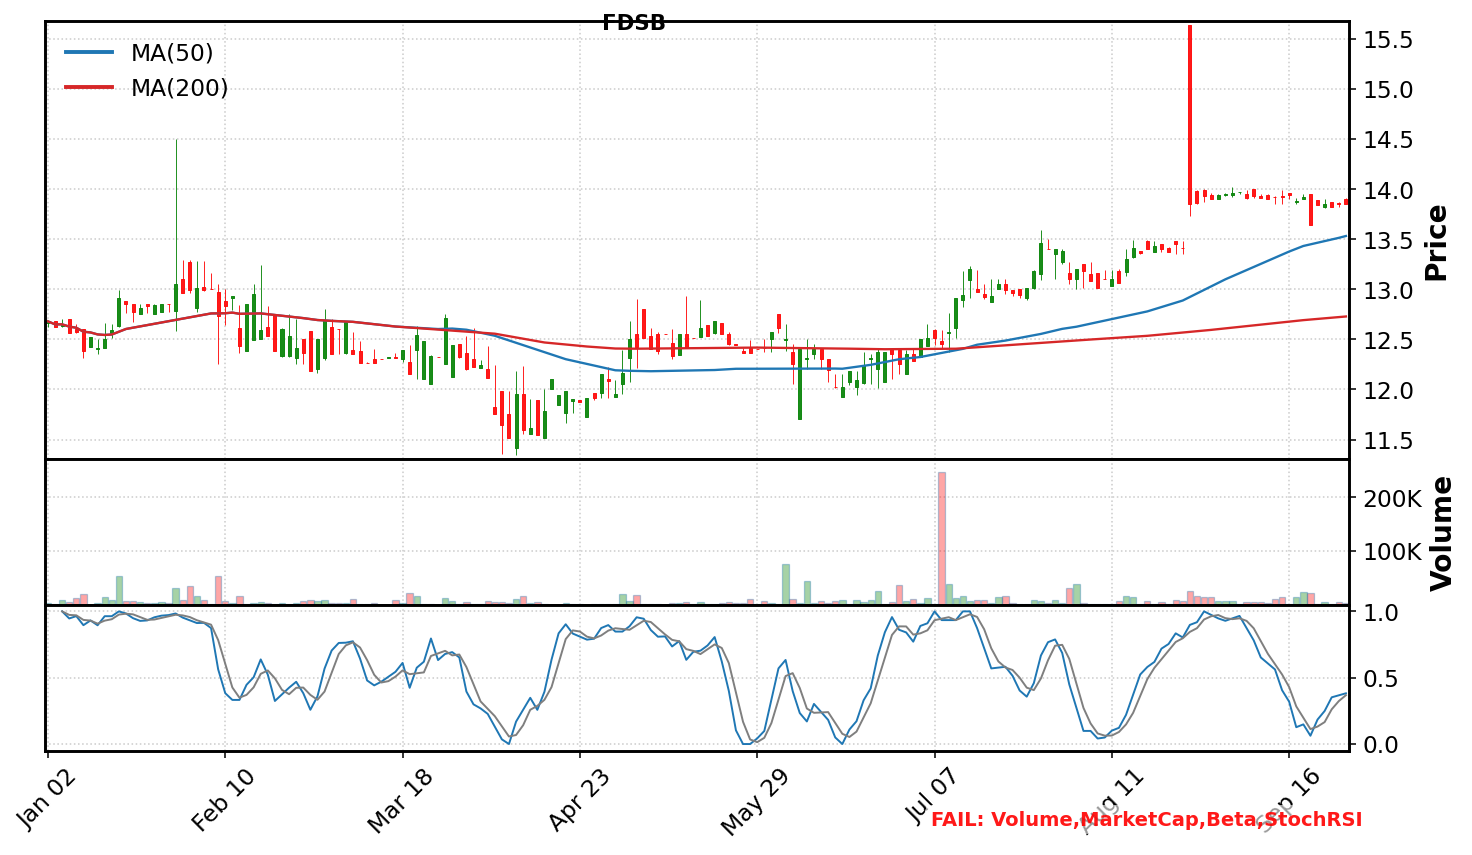 FDSB
MA(50)
MA(200)
15.5
15.0
14.5
14.0
13.5
13.0
12.5
12.0
11.5
Price
200K
100K
Volume
1.0
0.5
0.0
Jan 02
Feb 10
Mar 18
Apr 23
May 29
Jul 07
Aug 11
Sep 16
FAIL: Volume,MarketCap,Beta,StochRSI